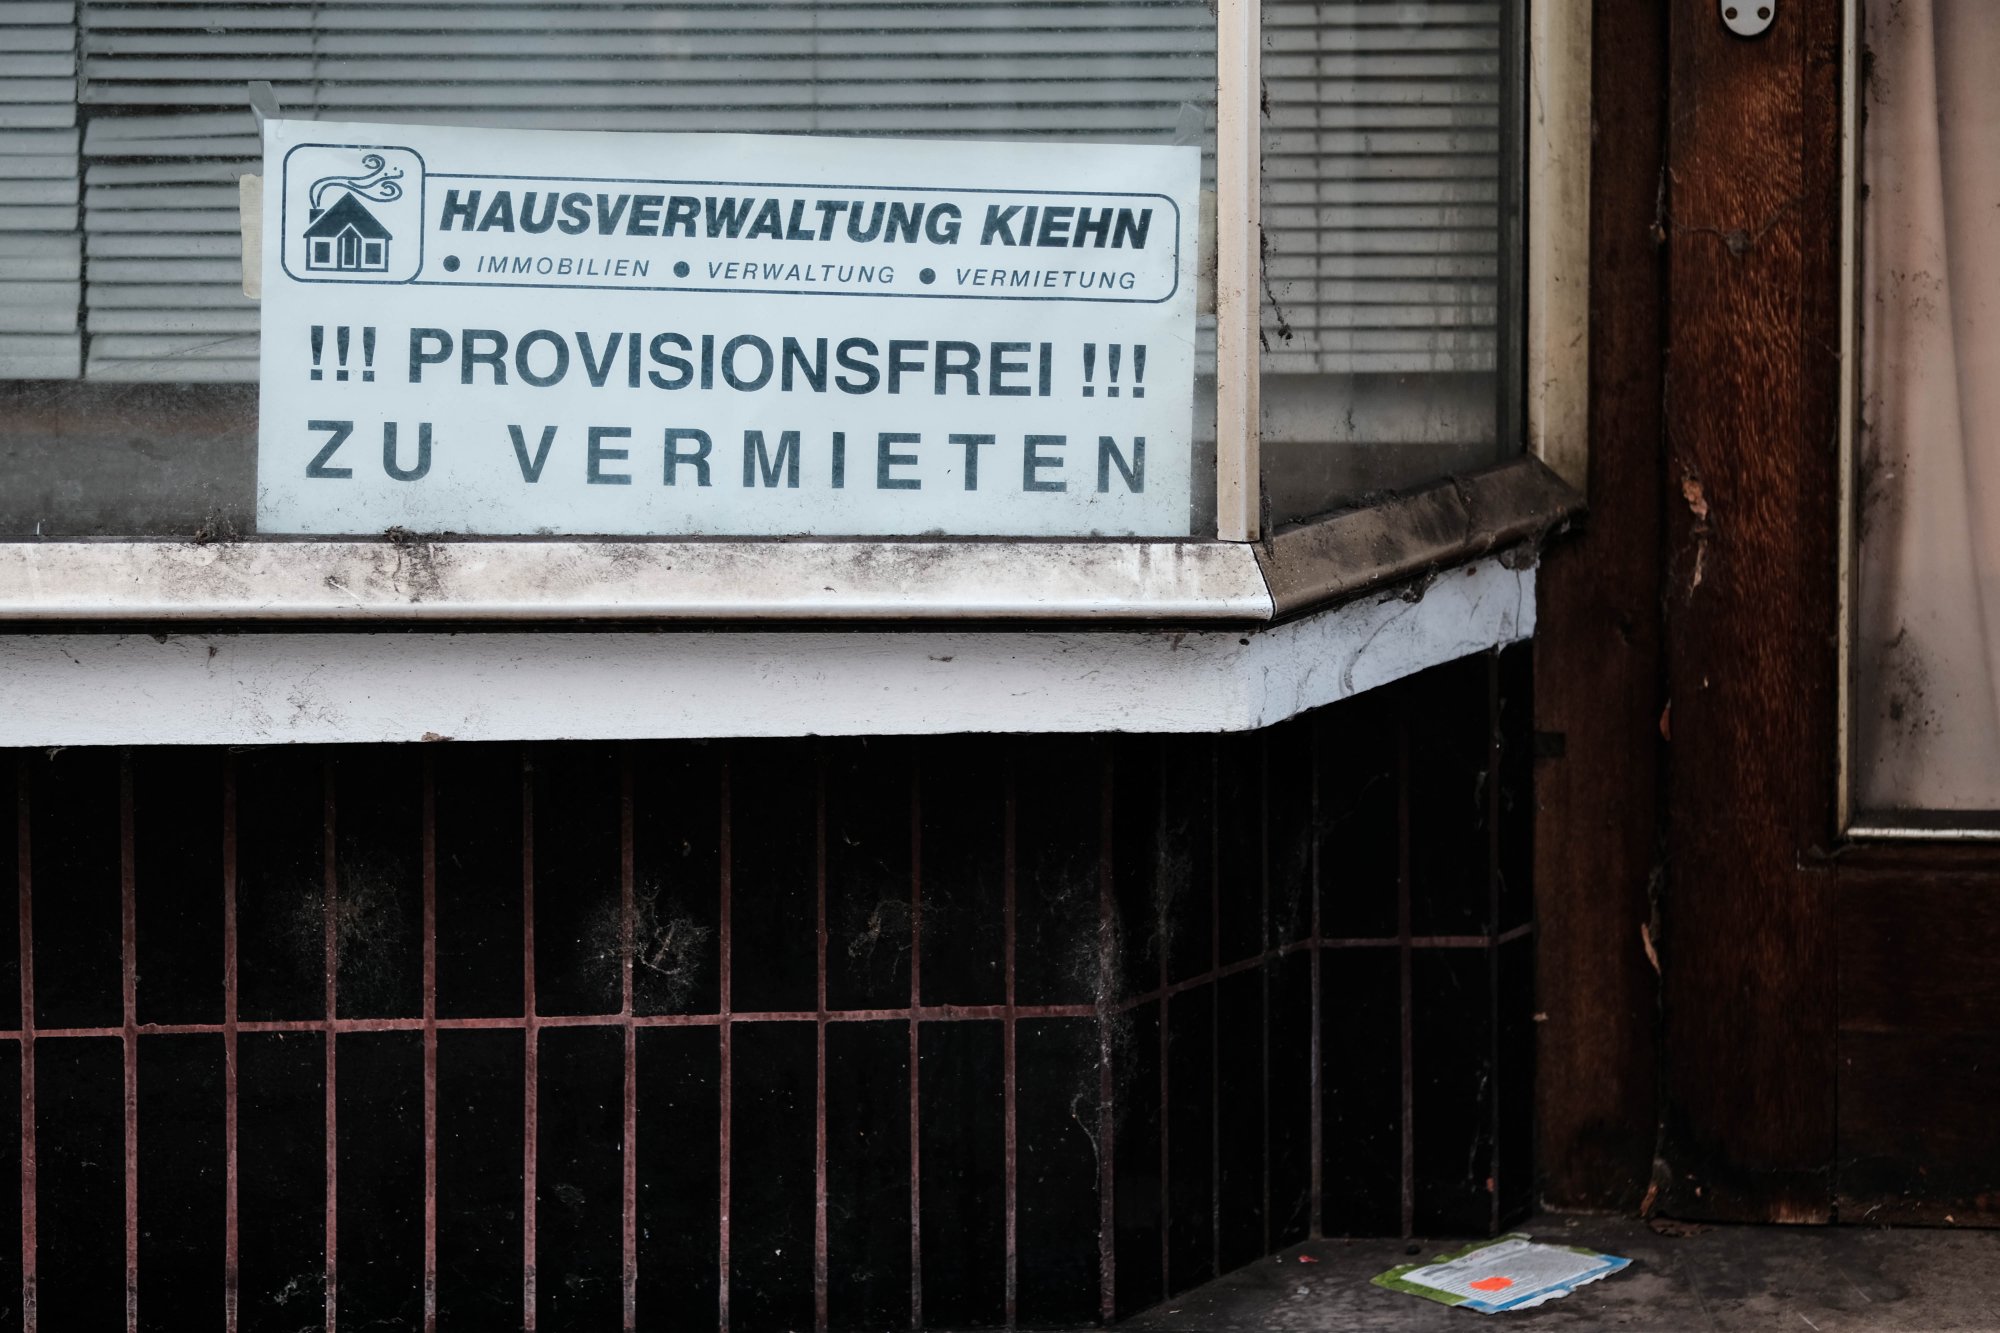 HAUSVERWALTUNG KIEHN
• IMMOBILIEN • VERWALTUNG • VERMIETUNG
!!! PROVISIONSFREI !!!
ZU VERMIETEN